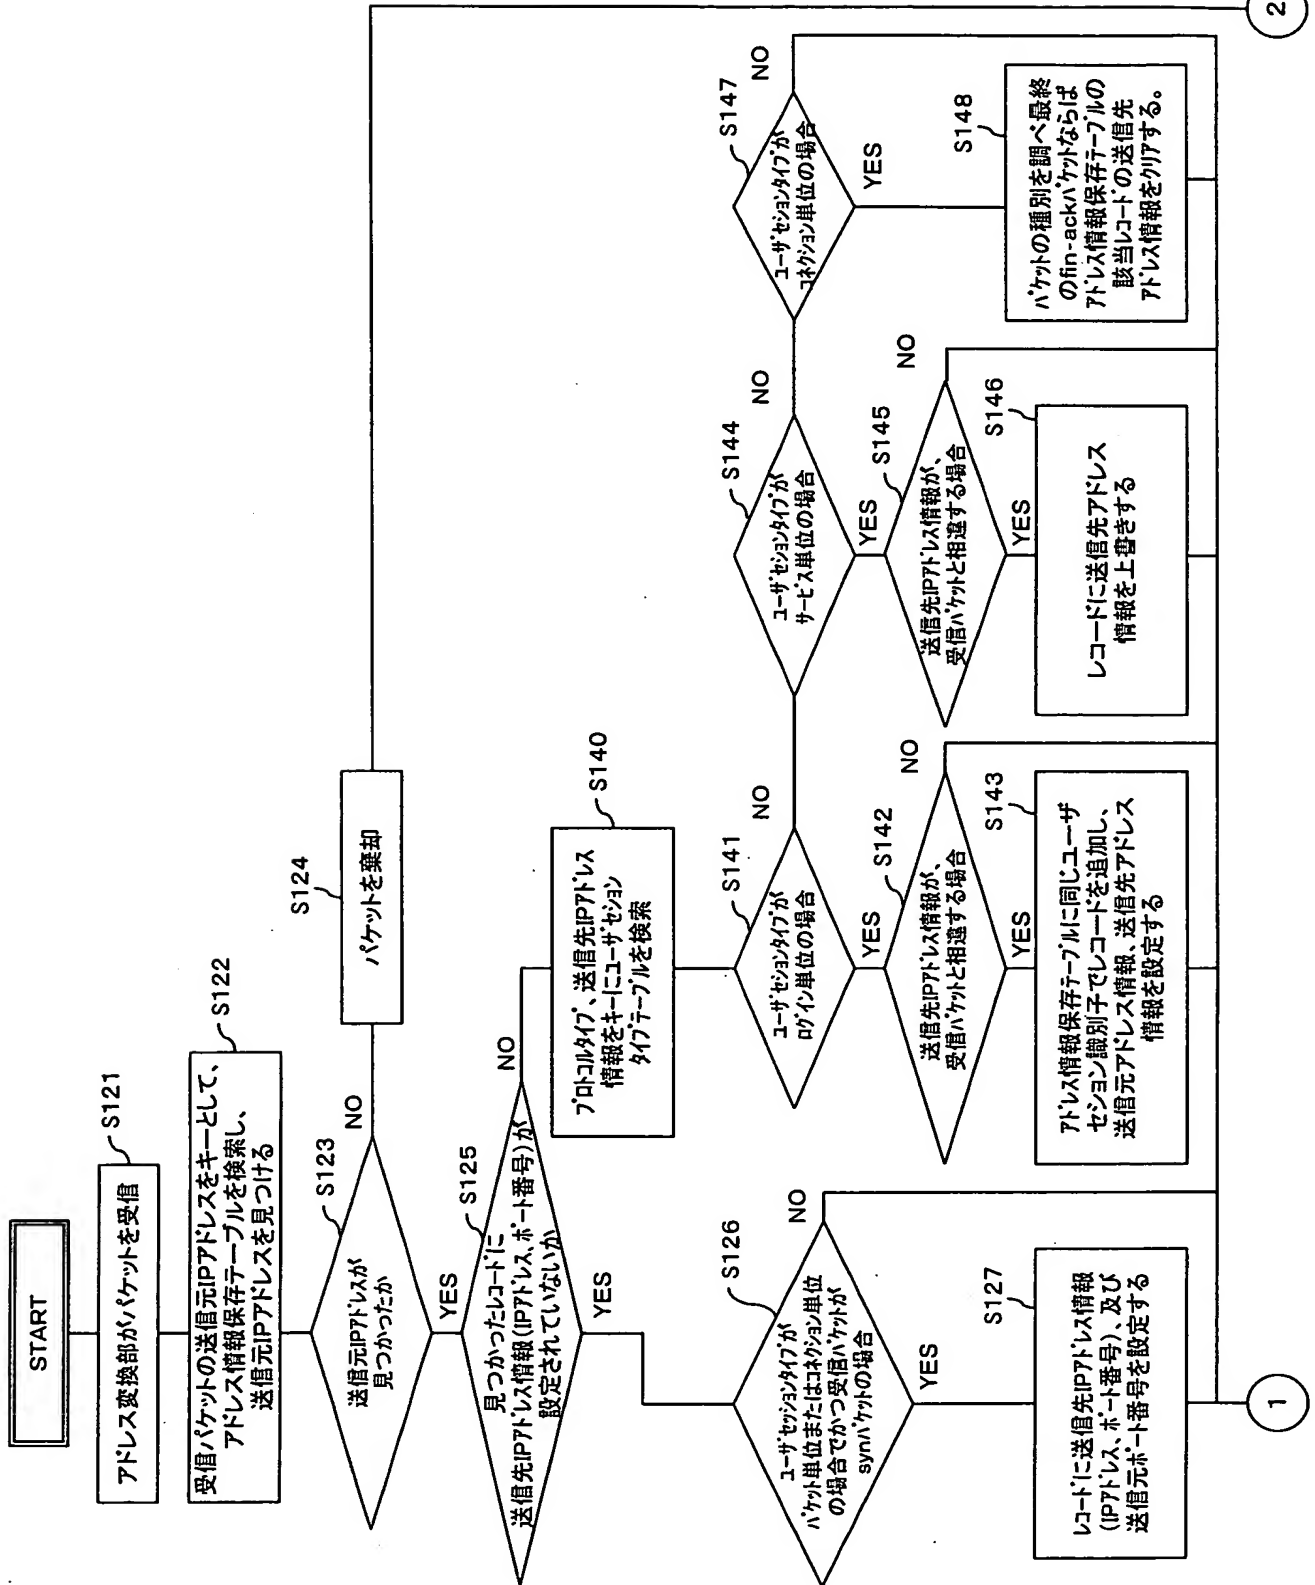 START
アドレス変換部がパケットを受信
S121
受信パケットの送信元IPアドレスをキーとして、
アドレス情報保存テーブルを検索し、
送信元IPアドレスを見つける
S122
送信元IPアドレスが
見つかったか
S123
NO
YES
パケットを棄却
S124
見つかったレコードに
送信先IPアドレス情報(IPアドレス、ポート番号)が
設定されていないか
S125
NO
YES
ユーザセッションタイプが
パケット単位またはコネクション単位
の場合でかつ受信パケットが
synパケットの場合
S126
NO
YES
レコードに送信先IPアドレス情報
(IPアドレス、ポート番号)、及び
送信元ポート番号を設定する
S127
プロトコルタイプ、送信先IPアドレス
情報をキーにユーザセション
タイプテーブルを検索
S140
ユーザセションタイプが
ログイン単位の場合
S141
NO
YES
送信先IPアドレス情報が、
受信パケットと相違する場合
S142
NO
YES
アドレス情報保存テーブルに同じユーザ
セション識別子でレコードを追加し、
送信元アドレス情報、送信先アドレス
情報を設定する
S143
ユーザセションタイプが
サービス単位の場合
S144
NO
YES
送信先IPアドレス情報が、
受信パケットと相違する場合
S145
NO
YES
レコードに送信先アドレス
情報を上書きする
S146
ユーザセションタイプが
コネクション単位の場合
S147
NO
YES
パケットの種別を調べ最終
のfin-ackパケットならば
アドレス情報保存テーブルの
該当レコードの送信先
アドレス情報をクリアする。
S148
1
2